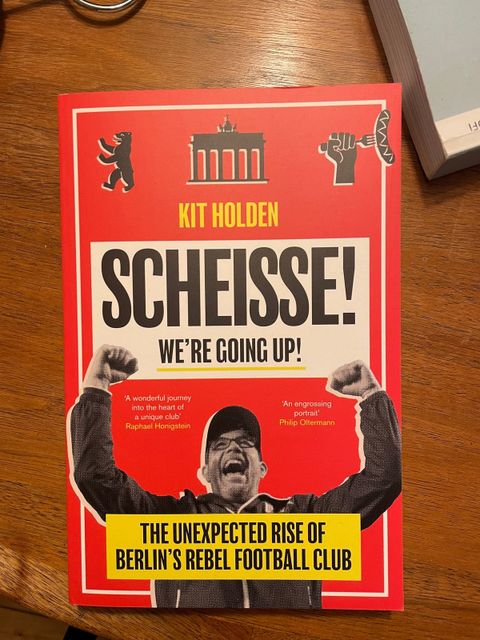 KIT HOLDEN
SCHEISSE!
WE'RE GOING UP!
'A wonderful journey
into the heart of
a unique club'
Raphael Honigstein
'An engrossing
portrait'
Philip Oltermann
THE UNEXPECTED RISE OF
BERLIN'S REBEL FOOTBALL CLUB